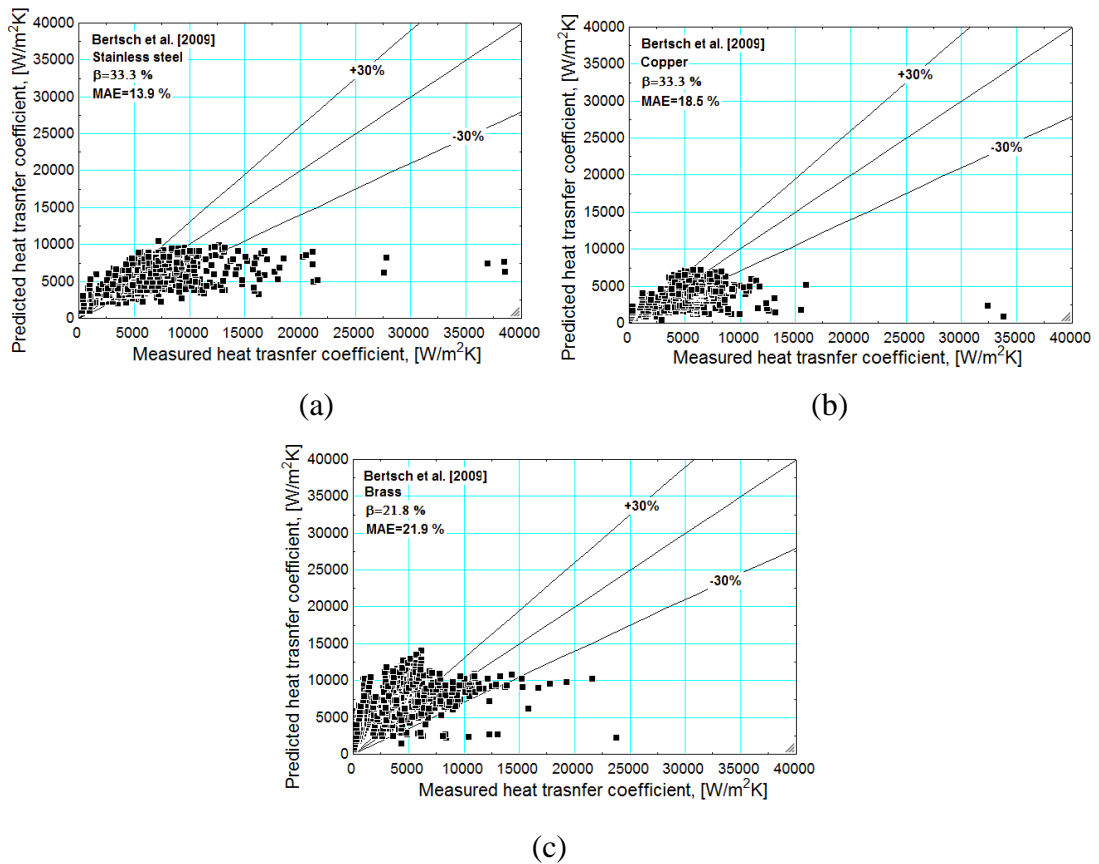 Predicted heat trasnfer coefficient, [W/m²K]
40000
35000
30000
25000
20000
15000
10000
5000
0
Bertsch et al. [2009]
Stainless steel
β=33.3 %
MAE=13.9 %
+30%
-30%
0 5000 10000 15000 20000 25000 30000 35000 40000
Measured heat trasnfer coefficient, [W/m²K]
(a)
Predicted heat trasnfer coefficient, [W/m²K]
40000
35000
30000
25000
20000
15000
10000
5000
0
Bertsch et al. [2009]
Copper
β=33.3 %
MAE=18.5 %
+30%
-30%
0 5000 10000 15000 20000 25000 30000 35000 40000
Measured heat trasnfer coefficient, [W/m²K]
(b)
Predicted heat trasnfer coefficient, [W/m²K]
40000
35000
30000
25000
20000
15000
10000
5000
0
Bertsch et al. [2009]
Brass
β=21.8 %
MAE=21.9 %
+30%
-30%
0 5000 10000 15000 20000 25000 30000 35000 40000
Measured heat trasnfer coefficient, [W/m²K]
(c)